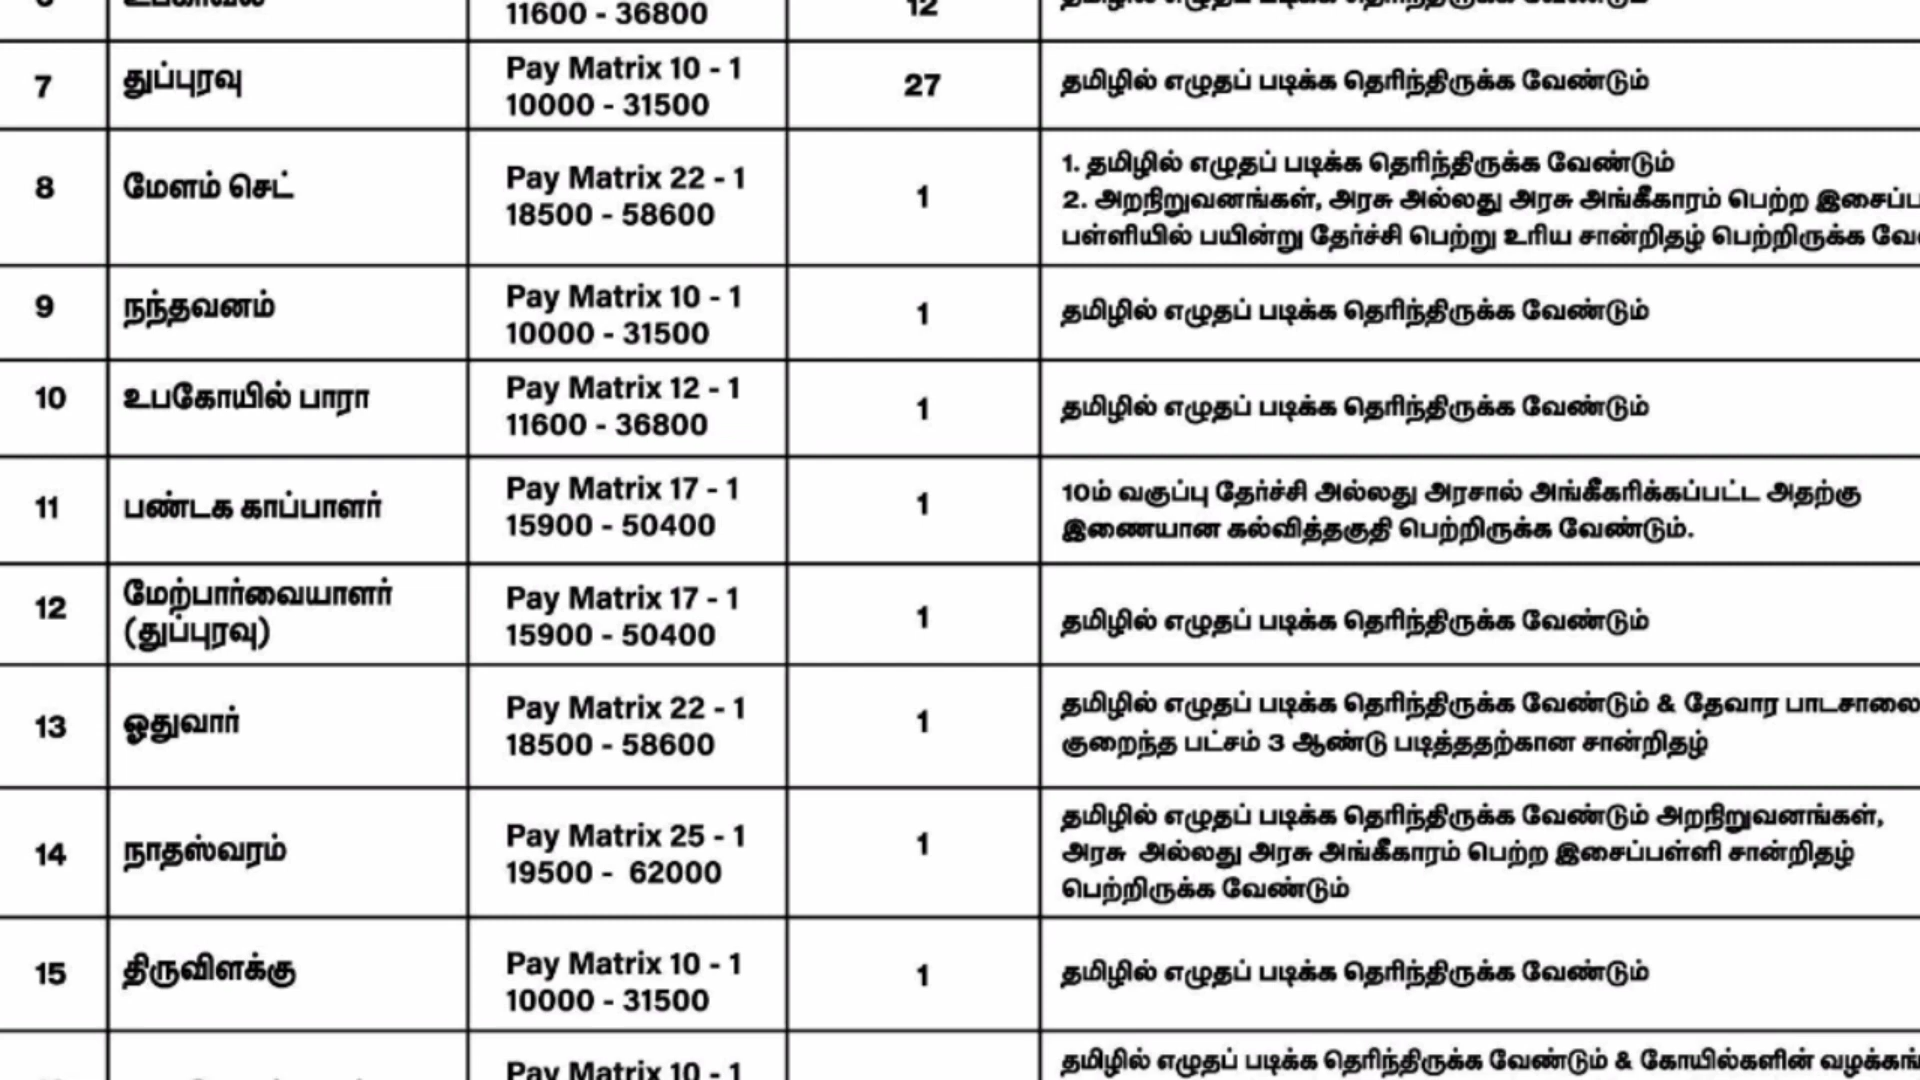 11600 - 36800
12
7
துப்புரவு
Pay Matrix 10 - 1
10000 - 31500
27
தமிழில் எழுதப் படிக்க தெரிந்திருக்க வேண்டும்
8
மேளம் செட்
Pay Matrix 22 - 1
18500 - 58600
1
1. தமிழில் எழுதப் படிக்க தெரிந்திருக்க வேண்டும்
2. அறநிறுவனங்கள், அரசு அல்லது அரசு அங்கீகாரம் பெற்ற
பள்ளியில் பயின்று தேர்ச்சி பெற்று உரிய சான்றிதழ் பெற்றிருக்க
9
நந்தவனம்
Pay Matrix 10 - 1
10000 - 31500
1
தமிழில் எழுதப் படிக்க தெரிந்திருக்க வேண்டும்
10
உபகோயில் பாரா
Pay Matrix 12 - 1
11600 - 36800
1
தமிழில் எழுதப் படிக்க தெரிந்திருக்க வேண்டும்
11
பண்டக காப்பாளர்
Pay Matrix 17 - 1
15900 - 50400
1
10ம் வகுப்பு தேர்ச்சி அல்லது அரசால் அங்கீகரிக்கப்பட்ட அதற்கு
இணையான கல்வித்தகுதி பெற்றிருக்க வேண்டும்.
12
மேற்பார்வையாளர்
(துப்புரவு)
Pay Matrix 17 - 1
15900 - 50400
1
தமிழில் எழுதப் படிக்க தெரிந்திருக்க வேண்டும்
13
ஓதுவார்
Pay Matrix 22 - 1
18500 - 58600
1
தமிழில் எழுதப் படிக்க தெரிந்திருக்க வேண்டும் & தேவார பாடசாலை
குறைந்த பட்சம் 3 ஆண்டு படித்ததற்கான சான்றிதழ்
14
நாதஸ்வரம்
Pay Matrix 25 - 1
19500 - 62000
1
தமிழில் எழுதப் படிக்க தெரிந்திருக்க வேண்டும் அறநிறுவனங்கள்,
அரசு அல்லது அரசு அங்கீகாரம் பெற்ற இசைப்பள்ளி சான்றிதழ்
பெற்றிருக்க வேண்டும்
15
திருவிளக்கு
Pay Matrix 10 - 1
10000 - 31500
1
தமிழில் எழுதப் படிக்க தெரிந்திருக்க வேண்டும்
Pay Matrix 10 - 1
தமிழில் எழுதப் படிக்க தெரிந்திருக்க வேண்டும் & கோயில்களின்